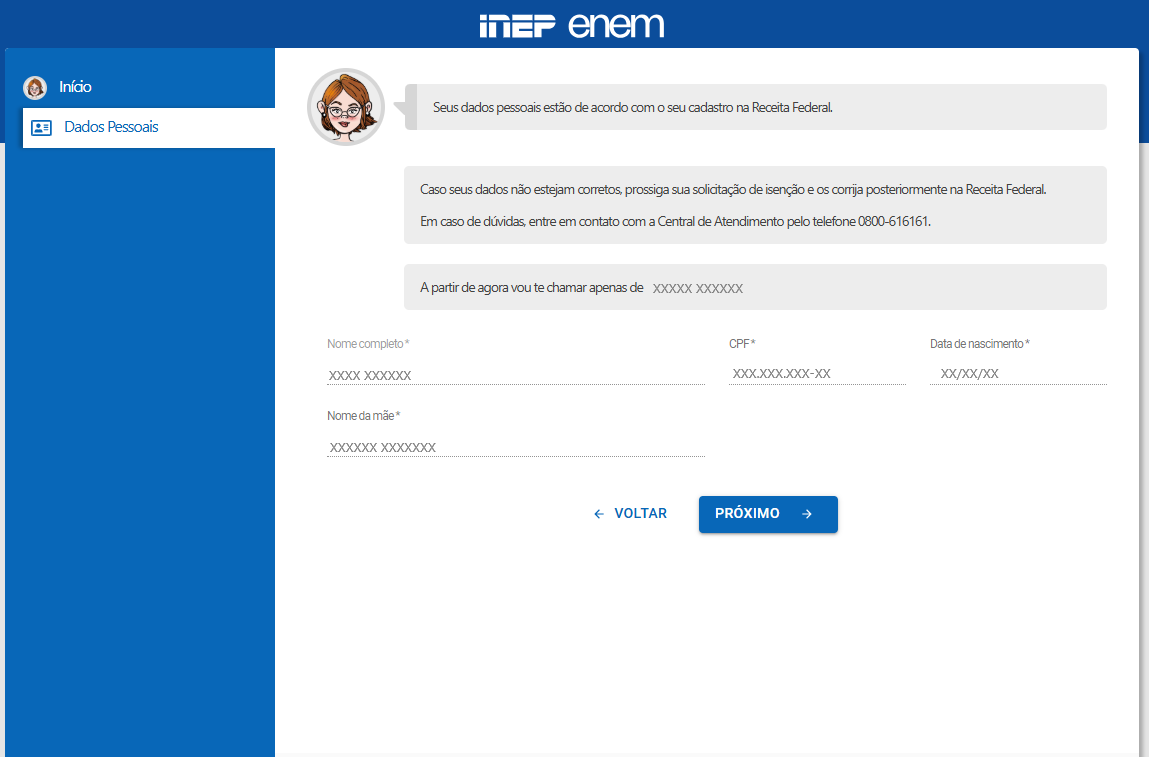 inep enem
Início
Dados Pessoais
Seus dados pessoais estão de acordo com o seu cadastro na Receita Federal.
Caso seus dados não estejam corretos, prossiga sua solicitação de isenção e os corrija posteriormente na Receita Federal.
Em caso de dúvidas, entre em contato com a Central de Atendimento pelo telefone 0800-616161.
A partir de agora vou te chamar apenas de XXXXX XXXXXX
Nome completo* CPF* Data de nascimento*
XXXX XXXXXX XXX.XXX.XXX-XX XX/XX/XX
Nome da mãe*
XXXXXX XXXXXXX
← VOLTAR PRÓXIMO →